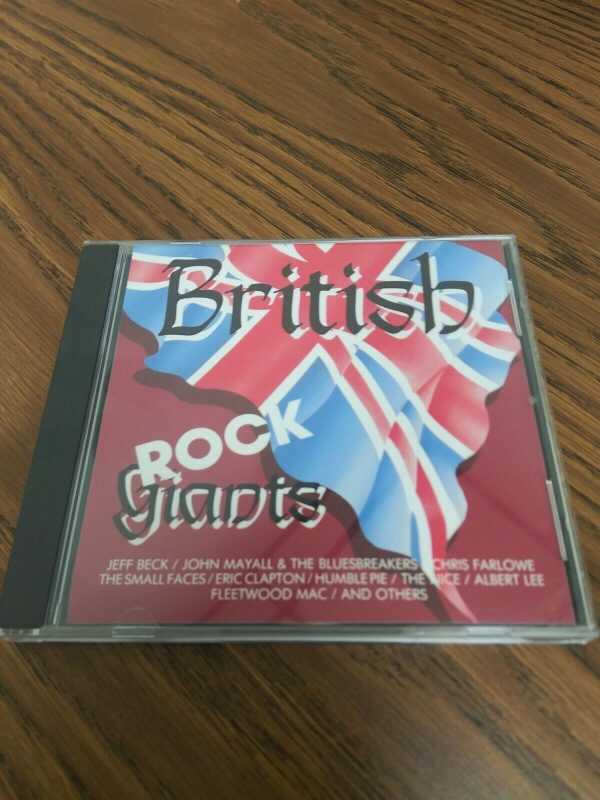 British
ROCK
Giants
JEFF BECK / JOHN MAYALL & THE BLUESBREAKERS / CHRIS FARLOWE
THE SMALL FACES / ERIC CLAPTON / HUMBLE PIE / THE NICE / ALBERT LEE
FLEETWOOD MAC / AND OTHERS